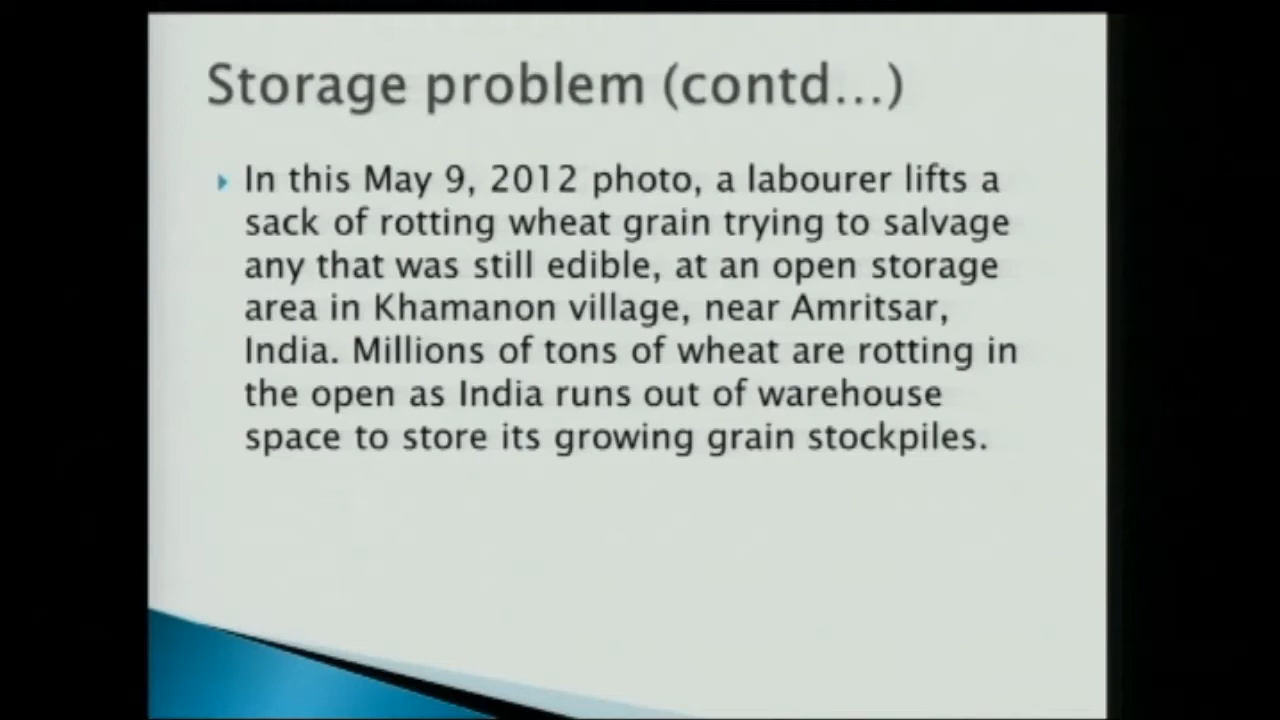 Storage problem (contd...)
In this May 9, 2012 photo, a labourer lifts a
sack of rotting wheat grain trying to salvage
any that was still edible, at an open storage
area in Khamanon village, near Amritsar,
India. Millions of tons of wheat are rotting in
the open as India runs out of warehouse
space to store its growing grain stockpiles.